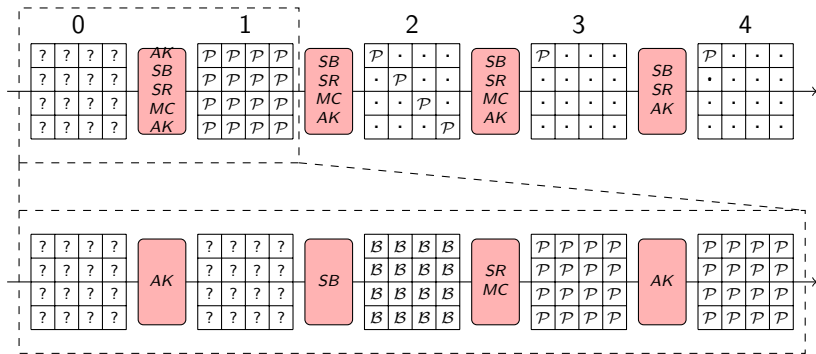 0 1 2 3 4
? ? ? ? AK 𝒫 𝒫 𝒫 𝒫 SB 𝒫 · · · SB 𝒫 · · · SB 𝒫 · · ·
? ? ? ? SB 𝒫 𝒫 𝒫 𝒫 SR · 𝒫 · · SR · · · · SR · · · ·
? ? ? ? SR 𝒫 𝒫 𝒫 𝒫 MC · · 𝒫 · MC · · · · AK · · · ·
? ? ? ? MC 𝒫 𝒫 𝒫 𝒫 AK · · · 𝒫 AK · · · · · · · ·
AK
? ? ? ? ? ? ? ? ℬ ℬ ℬ ℬ 𝒫 𝒫 𝒫 𝒫 𝒫 𝒫 𝒫 𝒫
? ? ? ? AK ? ? ? ? SB ℬ ℬ ℬ ℬ SR 𝒫 𝒫 𝒫 𝒫 AK 𝒫 𝒫 𝒫 𝒫
? ? ? ? ? ? ? ? ℬ ℬ ℬ ℬ MC 𝒫 𝒫 𝒫 𝒫 𝒫 𝒫 𝒫 𝒫
? ? ? ? ? ? ? ? ℬ ℬ ℬ ℬ 𝒫 𝒫 𝒫 𝒫 𝒫 𝒫 𝒫 𝒫